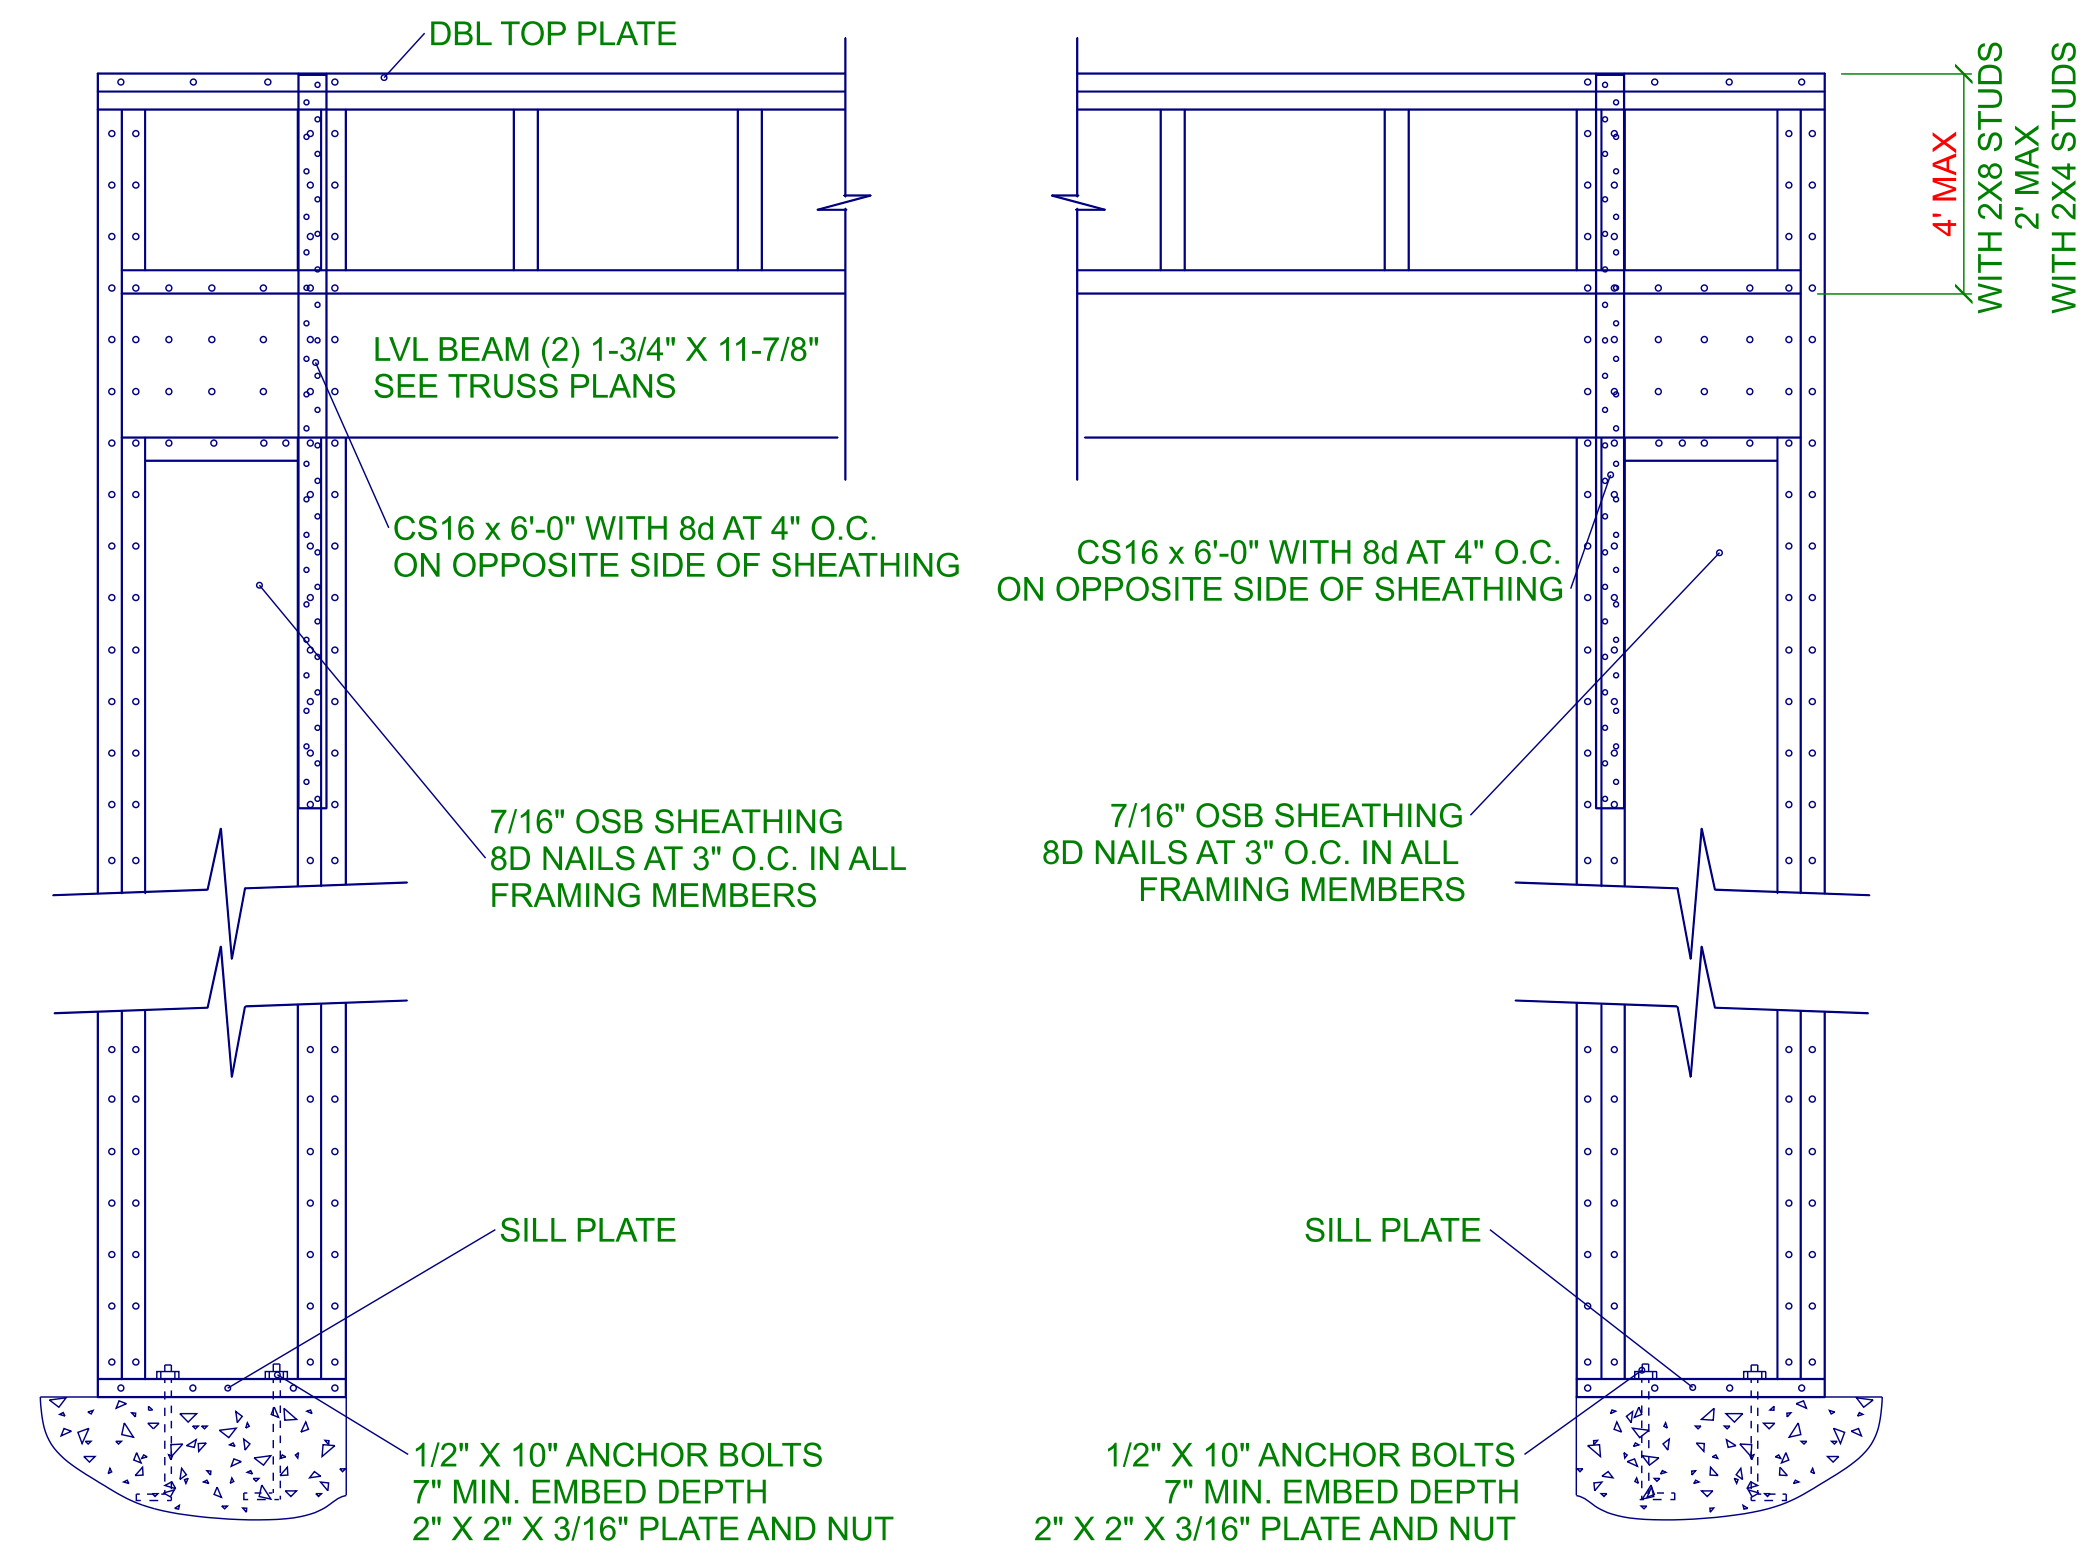 DBL TOP PLATE
4' MAX
WITH 2X8 STUDS
2' MAX
WITH 2X4 STUDS
LVL BEAM (2) 1-3/4" X 11-7/8"
SEE TRUSS PLANS
CS16 x 6'-0" WITH 8d AT 4" O.C.
ON OPPOSITE SIDE OF SHEATHING
CS16 x 6'-0" WITH 8d AT 4" O.C.
ON OPPOSITE SIDE OF SHEATHING
7/16" OSB SHEATHING
8D NAILS AT 3" O.C. IN ALL
FRAMING MEMBERS
7/16" OSB SHEATHING
8D NAILS AT 3" O.C. IN ALL
FRAMING MEMBERS
SILL PLATE
SILL PLATE
1/2" X 10" ANCHOR BOLTS
7" MIN. EMBED DEPTH
2" X 2" X 3/16" PLATE AND NUT
1/2" X 10" ANCHOR BOLTS
7" MIN. EMBED DEPTH
2" X 2" X 3/16" PLATE AND NUT